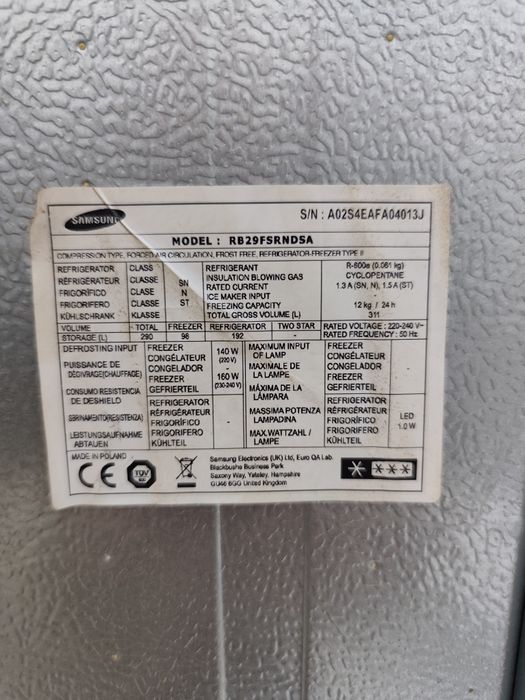 SAMSUNG
S/N : A02S4EAFA04013J
MODEL : RB29FSRNDSA
COMPRESSION TYPE, FORCED AIR CIRCULATION, FROST FREE, REFRIGERATOR-FREEZER TYPE II
REFRIGERATOR CLASS
RÉFRIGÉRATEUR CLASSE
FRIGORÍFICO CLASE
FRIGORIFERO CLASSE
KÜHLSCHRANK KLASSE
SN
N
ST
REFRIGERANT R-600a (0.061 kg)
INSULATION BLOWING GAS CYCLOPENTANE
RATED CURRENT 1.3 A (SN, N), 1.5 A (ST)
ICE MAKER INPUT -
FREEZING CAPACITY 12 kg / 24 h
TOTAL GROSS VOLUME (L) 311
VOLUME TOTAL FREEZER REFRIGERATOR TWO STAR
STORAGE (L) 290 98 192 -
RATED VOLTAGE : 220-240 V~
RATED FREQUENCY : 50 Hz
DEFROSTING INPUT
PUISSANCE DE
DÉGIVRAGE(CHAUFFAGE)
CONSUMO RESISTENCIA
DE DESHIELO
SBRINAMENTO(RESISTENZA)
LEISTUNGSAUFNAHME
ABTAUEN
FREEZER
CONGÉLATEUR
CONGELADOR
FREEZER
GEFRIERTEIL
140 W
(220 V)
160 W
(230-240 V)
REFRIGERATOR
RÉFRIGÉRATEUR
FRIGORÍFICO
FRIGORIFERO
KÜHLTEIL
-
MAXIMUM INPUT
OF LAMP
MAXIMALE DE
LA LAMPE
MÁXIMA DE LA
LÁMPARA
MASSIMA POTENZA
LAMPADINA
MAX.WATTZAHL /
LAMPE
FREEZER
CONGÉLATEUR
CONGELADOR
FREEZER
GEFRIERTEIL
-
REFRIGERATOR
RÉFRIGÉRATEUR
FRIGORÍFICO
FRIGORIFERO
KÜHLTEIL
LED
1.0 W
MADE IN POLAND
CE
TÜV
Samsung Electronics (UK) Ltd, Euro QA Lab.
Blackbushe Business Park
Saxony Way, Yateley, Hampshire
GU46 6GG United Kingdom